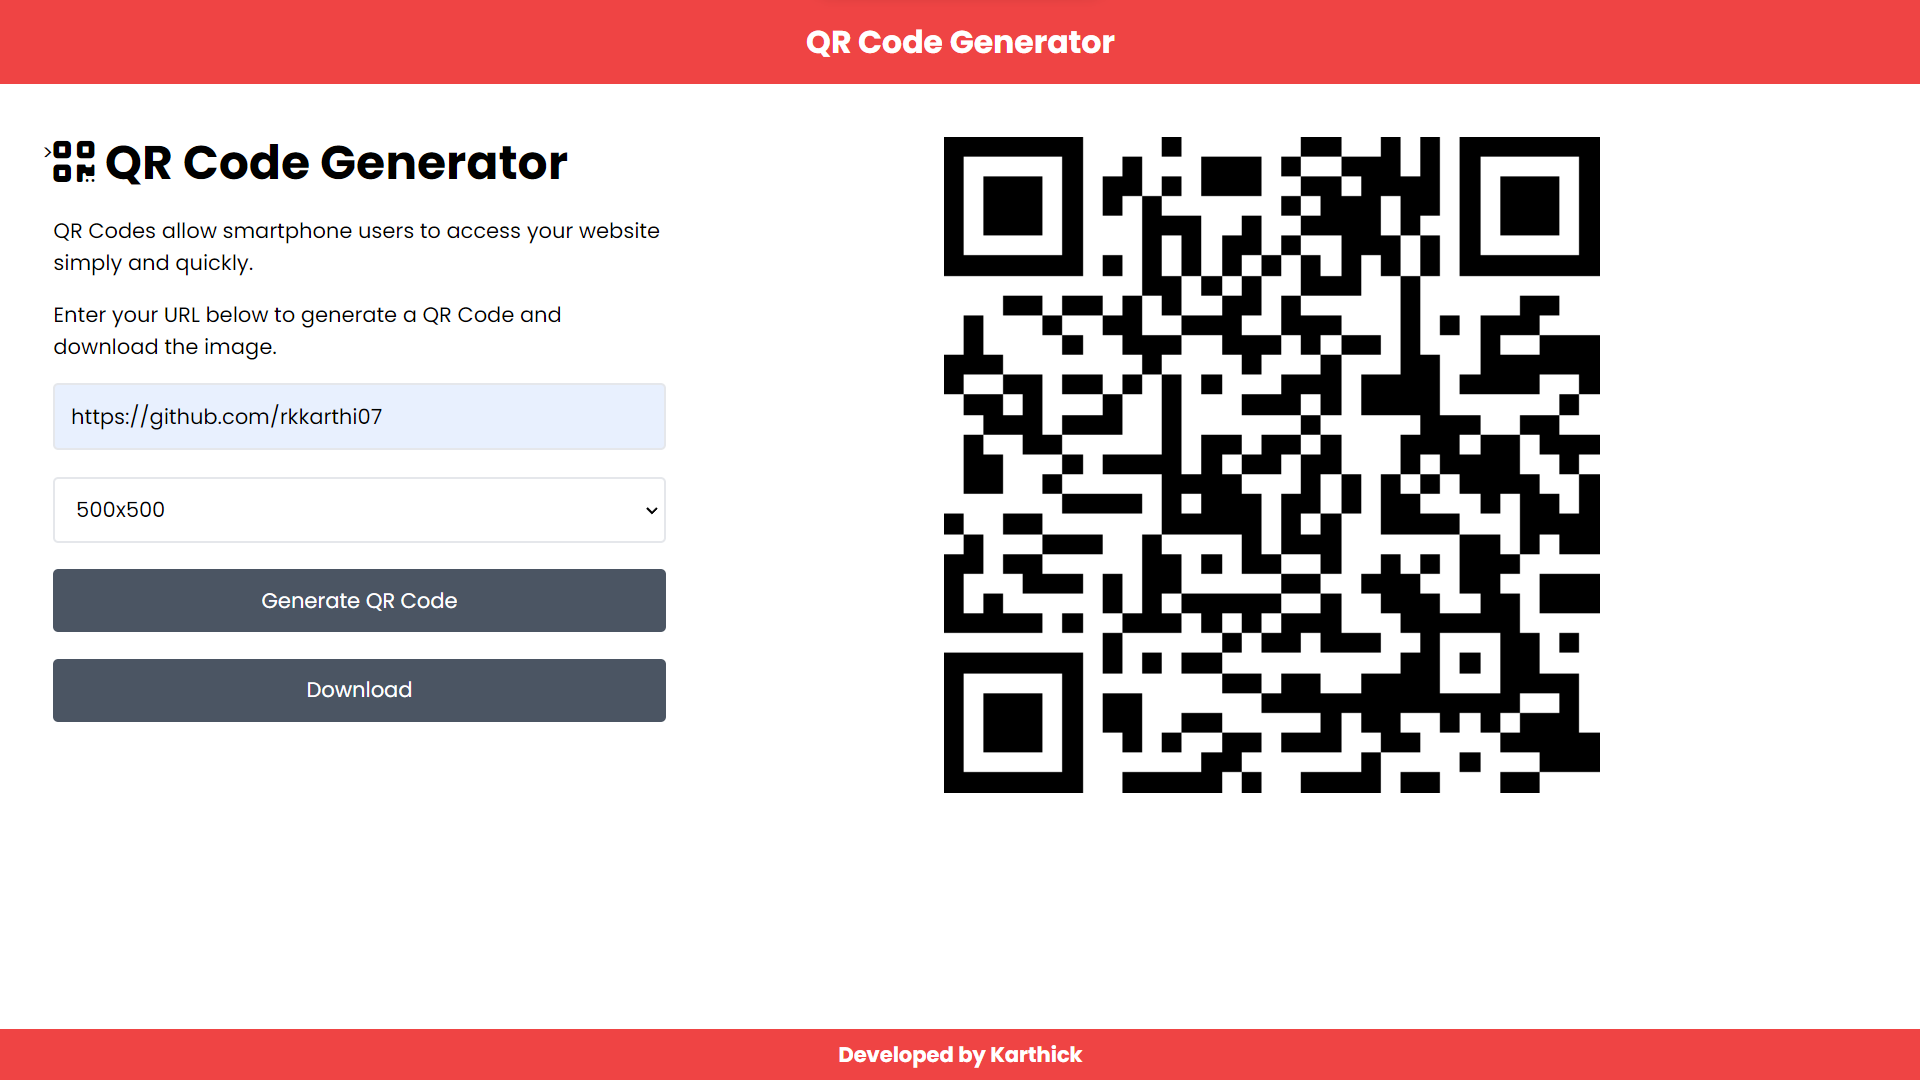 QR Code Generator
>
QR Code Generator
QR Codes allow smartphone users to access your website
simply and quickly.
Enter your URL below to generate a QR Code and
download the image.
https://github.com/rkkarthi07
500x500
Generate QR Code
Download
Developed by Karthick